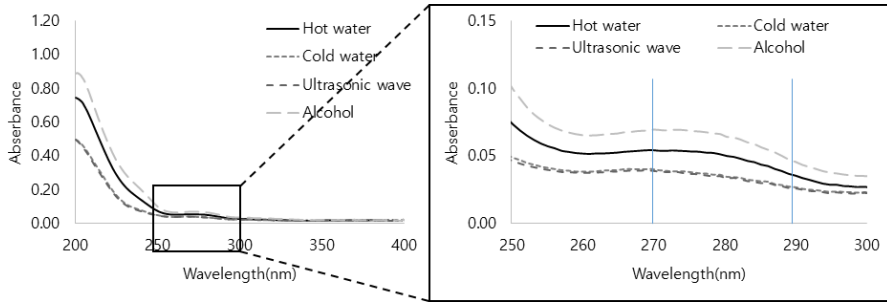 1.20
1.00
0.80
0.60
0.40
0.20
0.00
Absorbance
200 250 300 350 400
Wavelength(nm)
Hot water
Cold water
Ultrasonic wave
Alcohol
0.15
0.10
0.05
0.00
Abserbance
250 260 270 280 290 300
Wavelength(nm)
Hot water Cold water
Ultrasonic wave Alcohol